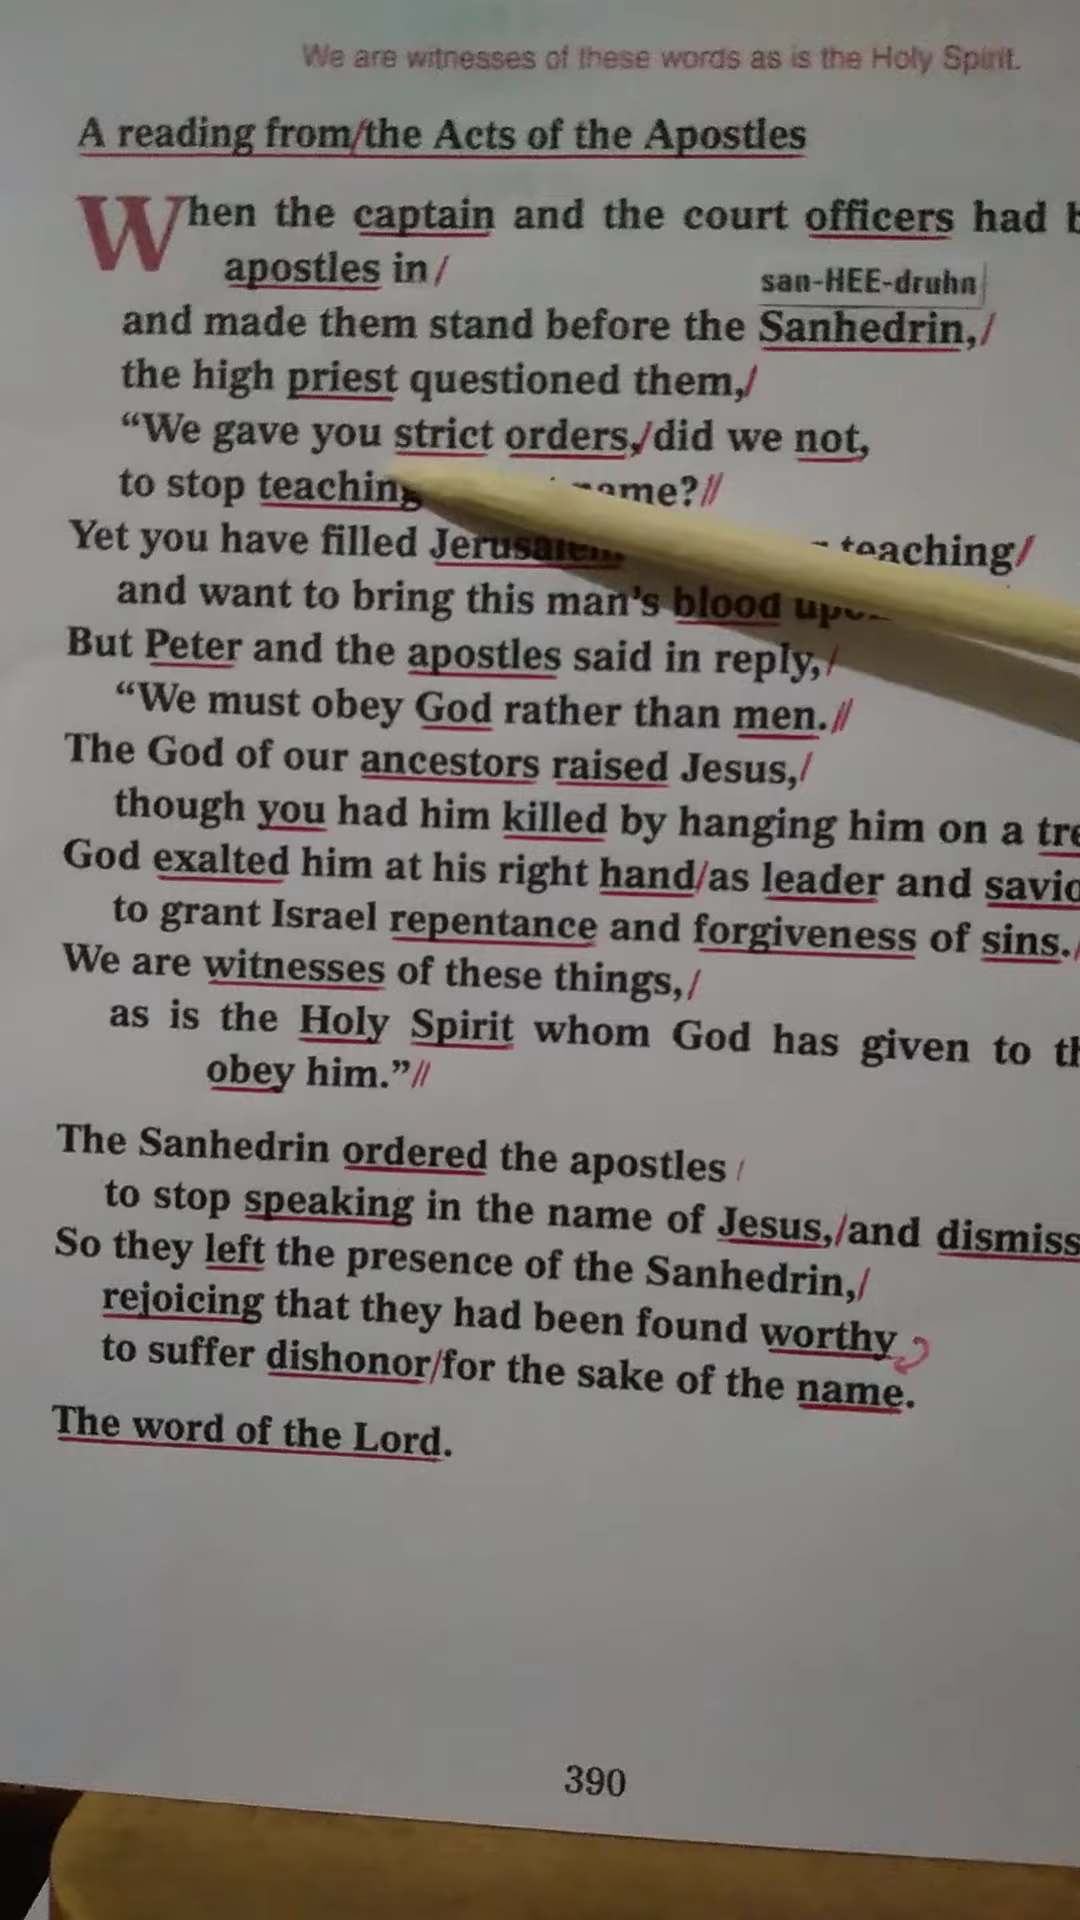 We are witnesses of these words as is the Holy Spirit.
A reading from/the Acts of the Apostles
When the captain and the court officers had
apostles in/
san-HEE-druhn
and made them stand before the Sanhedrin,/
the high priest questioned them,/
“We gave you strict orders,/did we not,
to stop teaching name?//
Yet you have filled Jerusalem teaching/
and want to bring this man's blood
But Peter and the apostles said in reply,/
“We must obey God rather than men.//
The God of our ancestors raised Jesus,/
though you had him killed by hanging him on a
God exalted him at his right hand/as leader and
to grant Israel repentance and forgiveness of sins./
We are witnesses of these things,/
as is the Holy Spirit whom God has given to
obey him.”//
The Sanhedrin ordered the apostles /
to stop speaking in the name of Jesus,/and
So they left the presence of the Sanhedrin,/
rejoicing that they had been found worthy
to suffer dishonor/for the sake of the name.
The word of the Lord.
390